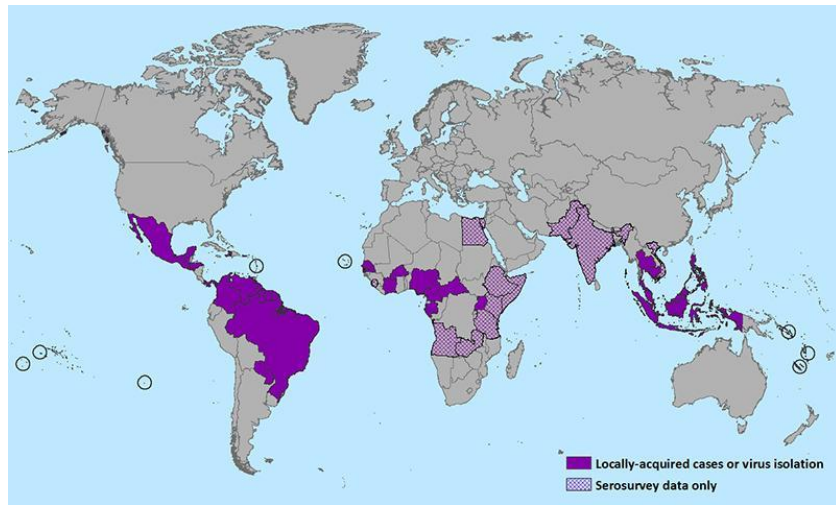 Locally-acquired cases or virus isolation
Serosurvey data only